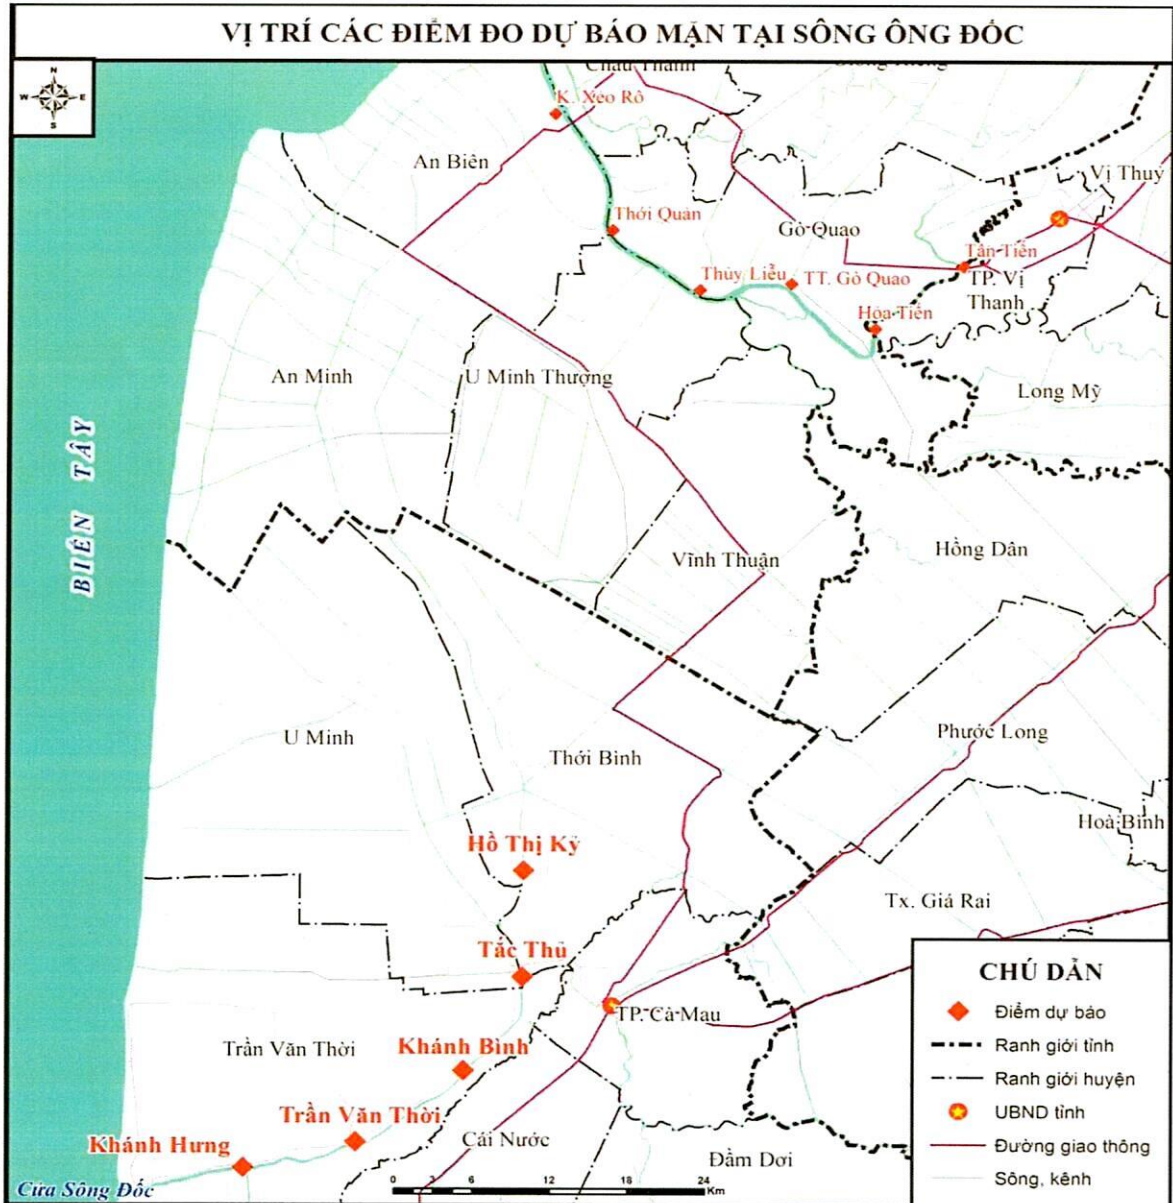 VỊ TRÍ CÁC ĐIỂM ĐO DỰ BÁO MẶN TẠI SÔNG ÔNG ĐỐC
N
W E
S
Châu Thành
K. Xẻo Rô
An Biên
Vị Thuỷ
Thới Quản
Gò Quao
Tân Tiến
Thủy Liễu
TT. Gò Quao
TP. Vị
Thanh
Hỏa Tiến
An Minh
U Minh Thượng
Long Mỹ
BIỂN TÂY
Vĩnh Thuận
Hồng Dân
U Minh
Thới Bình
Phước Long
Hoà Bình
Hồ Thị Kỷ
Tx. Giá Rai
Tắc Thủ
TP. Cà Mau
Trần Văn Thời
Khánh Bình
Trần Văn Thời
Cái Nước
Khánh Hưng
Đầm Dơi
Cửa Sông Đốc
0 3 6 12 18 24
Km
CHÚ DẪN
Điểm dự báo
Ranh giới tỉnh
Ranh giới huyện
UBND tỉnh
Đường giao thông
Sông, kênh